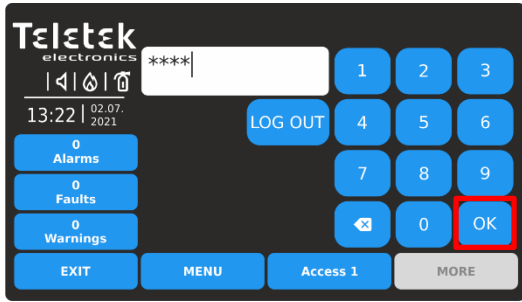 Teletek
electronics
13:22 02.07.
2021
0
Alarms
0
Faults
0
Warnings
****
LOG OUT
1 2 3
4 5 6
7 8 9
0 OK
EXIT MENU Access 1 MORE